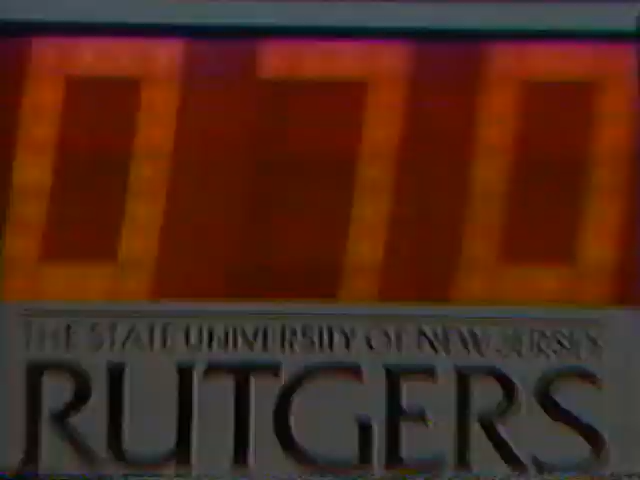 070
THE STATE UNIVERSITY OF NEW JERSEY
RUTGERS